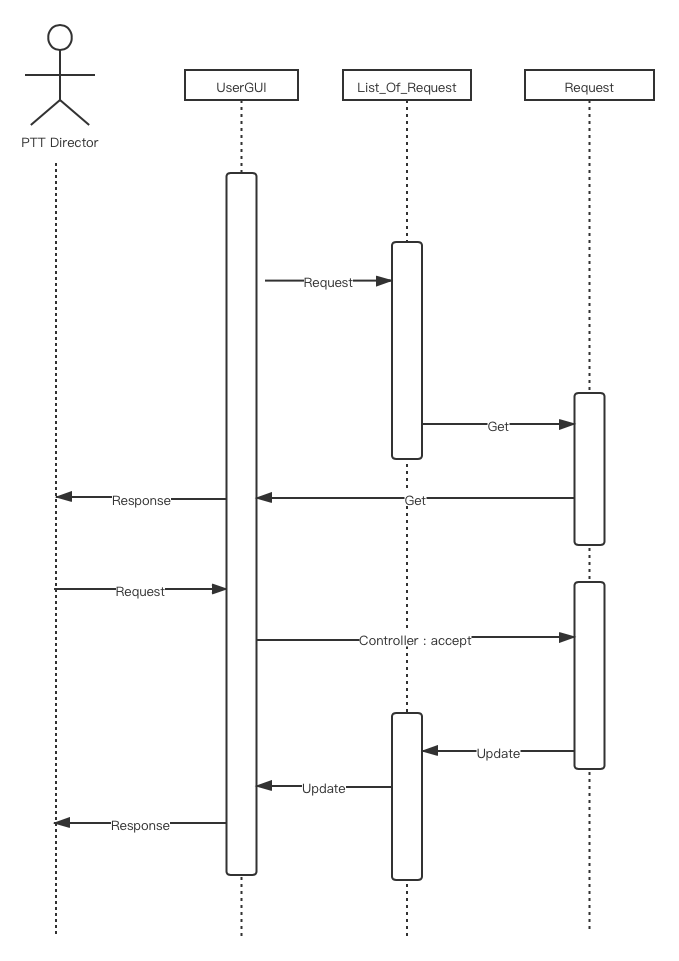 PTT Director
UserGUI
List_Of_Request
Request
Request
Get
Response
Get
Request
Controller : accept
Update
Update
Response